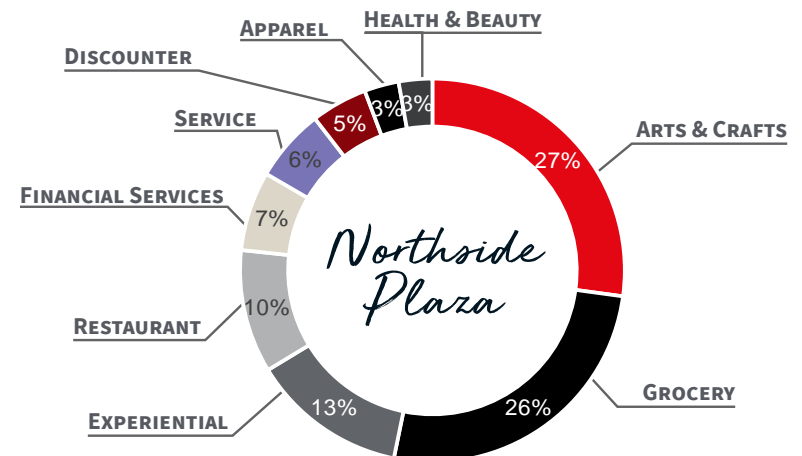 HEALTH & BEAUTY
APPAREL
DISCOUNTER
3%
3%
5%
SERVICE
ARTS & CRAFTS
6%
27%
FINANCIAL SERVICES
7%
Northside
Plaza
10%
RESTAURANT
GROCERY
13%
26%
EXPERIENTIAL